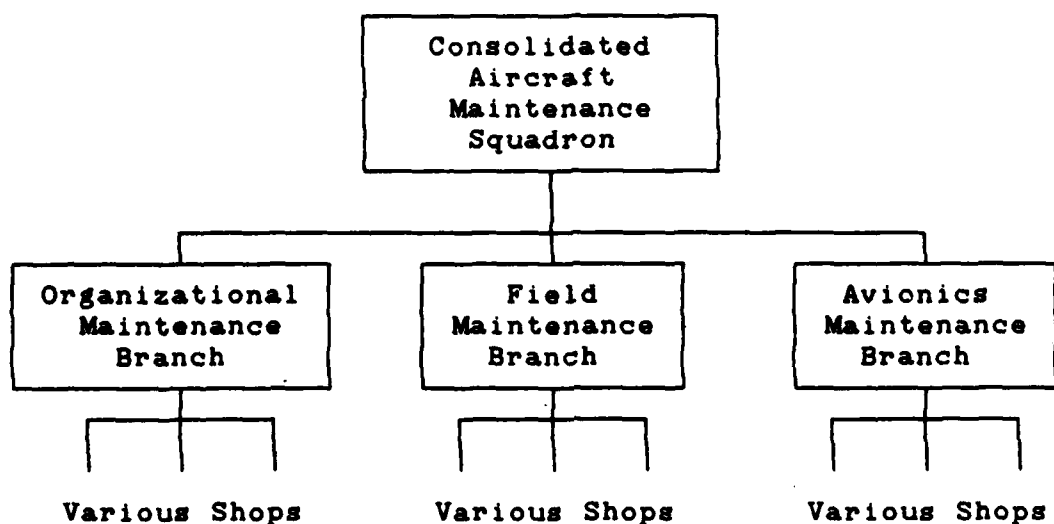 Consolidated
Aircraft
Maintenance
Squadron
Organizational
Maintenance
Branch
Field
Maintenance
Branch
Avionics
Maintenance
Branch
Various Shops
Various Shops
Various Shops